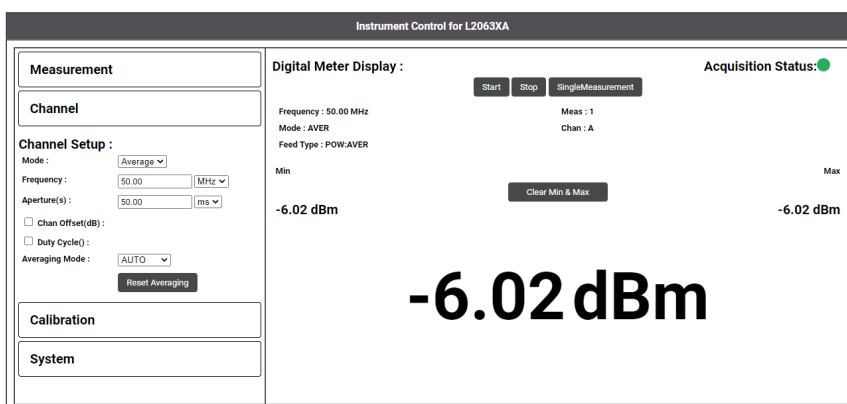 Instrument Control for L2063XA
Measurement
Channel
Channel Setup :
Mode : Average
Frequency : 50.00 MHz
Aperture(s) : 50.00 ms
Chan Offset(dB) :
Duty Cycle() :
Averaging Mode : AUTO
Reset Averaging
Calibration
System
Digital Meter Display :
Acquisition Status:
Start Stop SingleMeasurement
Frequency : 50.00 MHz Meas : 1
Mode : AVER Chan : A
Feed Type : POW:AVER
Min Max
Clear Min & Max
-6.02 dBm -6.02 dBm
-6.02 dBm